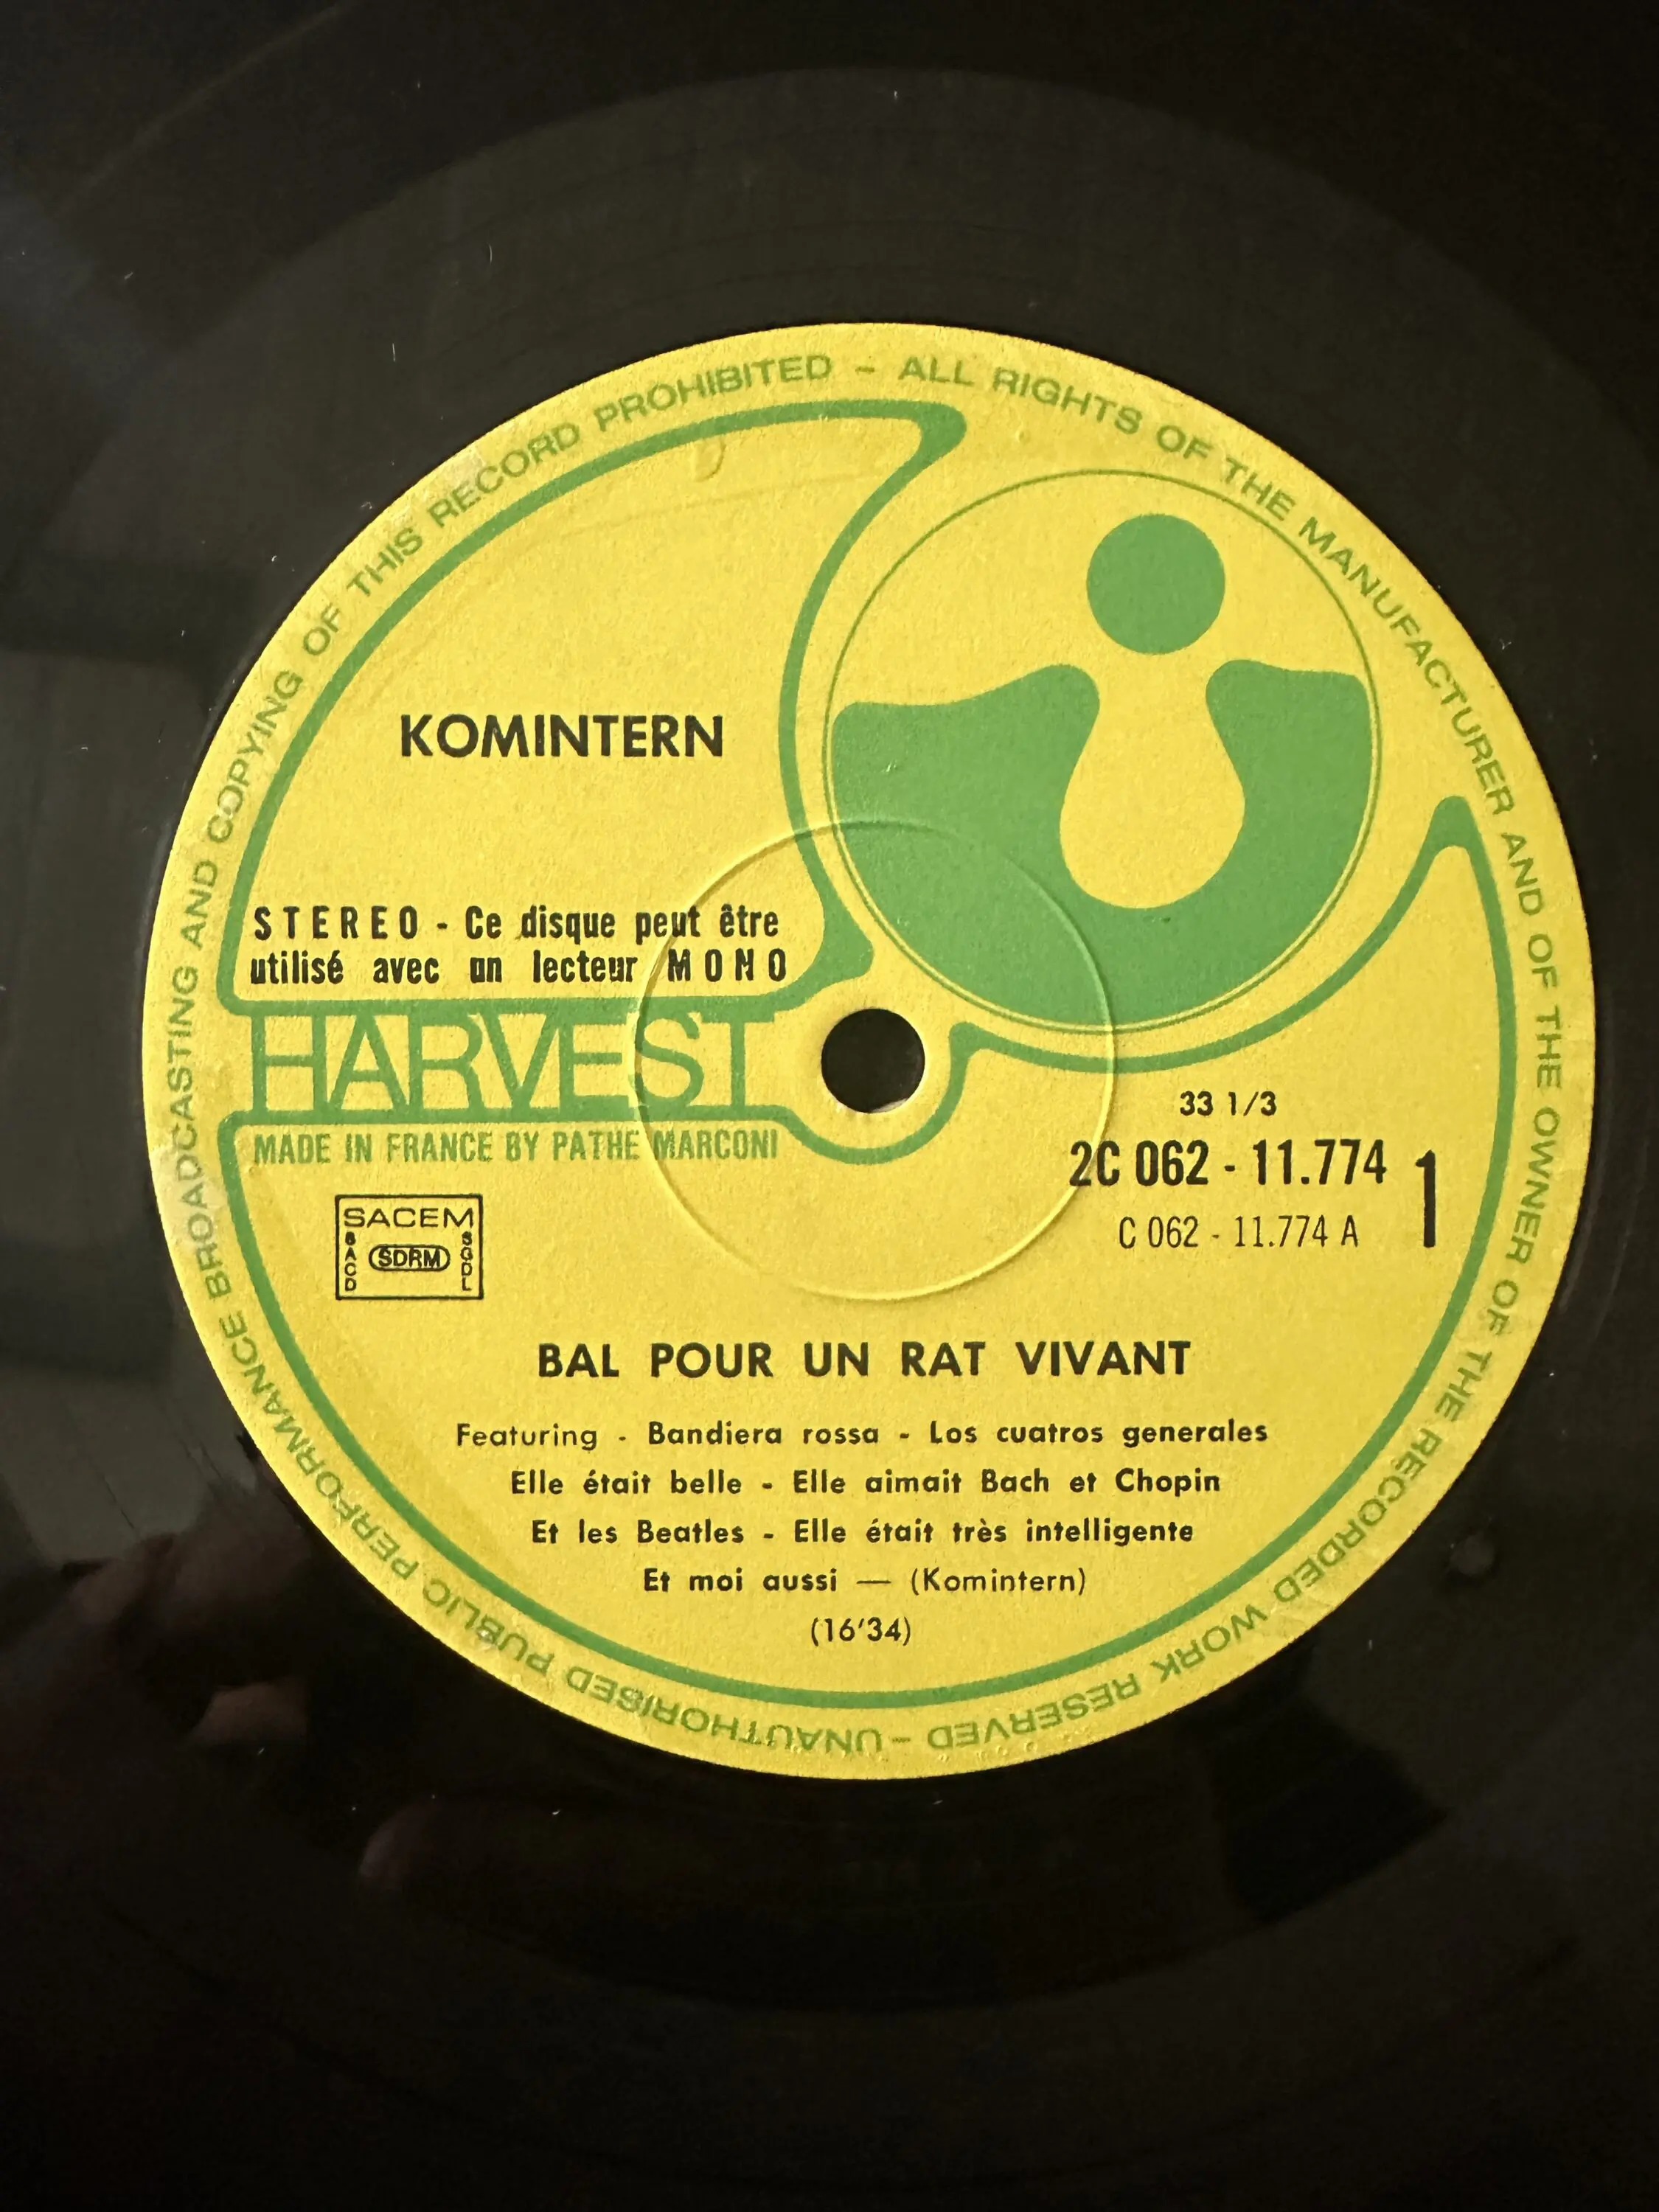 BROADCASTING AND COPYING OF THIS RECORD PROHIBITED - ALL RIGHTS OF THE MANUFACTURER AND OF THE OWNER OF THE RECORDED WORK RESERVED - UNAUTHORISED PUBLIC PERFORMANCE
KOMINTERN
STEREO - Ce disque peut être
utilisé avec un lecteur MONO
HARVEST
MADE IN FRANCE BY PATHE MARCONI
33 1/3
2C 062 - 11.774
C 062 - 11.774 A
1
SACEM
SACD
SDRM
SGDL
BAL POUR UN RAT VIVANT
Featuring - Bandiera rossa - Los cuatros generales
Elle était belle - Elle aimait Bach et Chopin
Et les Beatles - Elle était très intelligente
Et moi aussi — (Komintern)
(16'34)